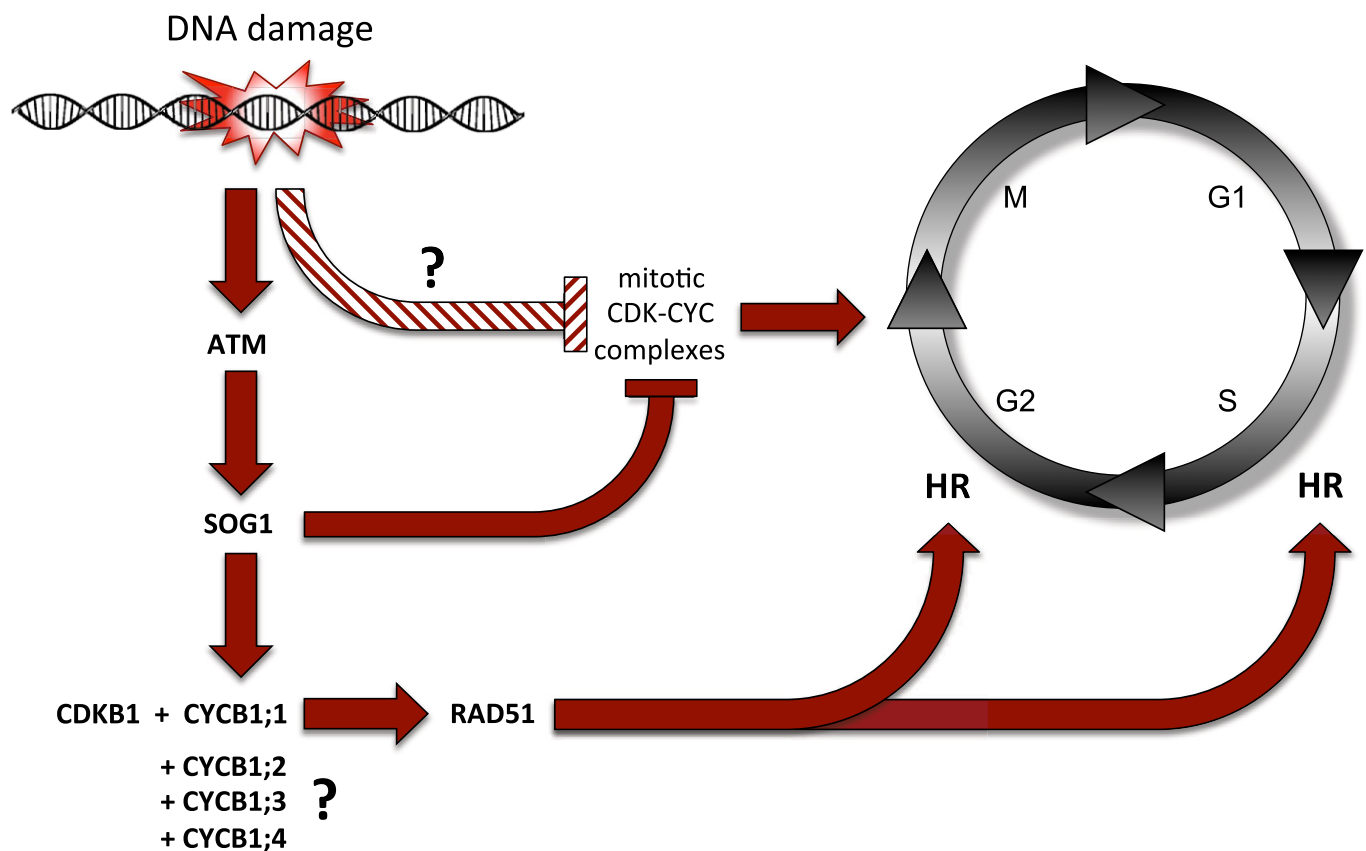 DNA damage
?
mitotic
CDK-CYC
complexes
M
G1
ATM
G2
S
HR
HR
SOG1
CDKB1 + CYCB1;1
RAD51
+ CYCB1;2
+ CYCB1;3
?
+ CYCB1;4